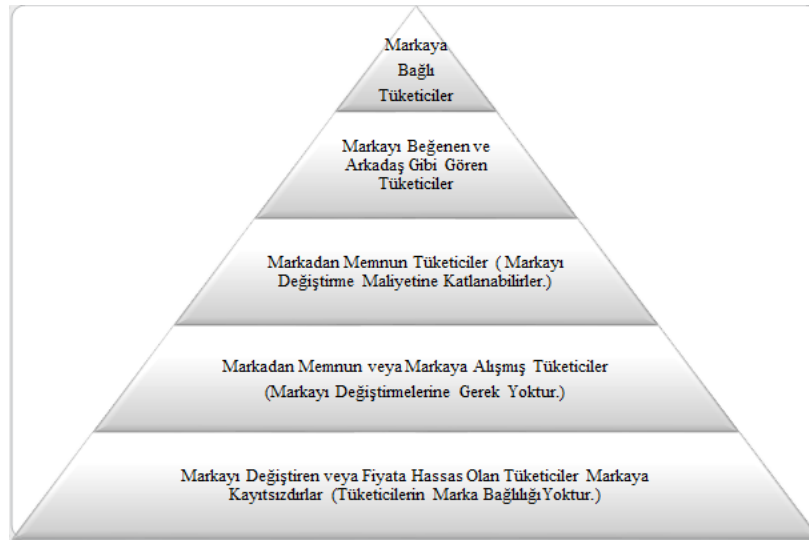 Markaya
Bağlı
Tüketiciler
Markayı Beğenen ve
Arkadaş Gibi Gören
Tüketiciler
Markadan Memnun Tüketiciler ( Markayı
Değiştirme Maliyetine Katlanabilirler.)
Markadan Memnun veya Markaya Alışmış Tüketiciler
(Markayı Değiştirmelerine Gerek Yoktur.)
Markayı Değiştiren veya Fiyata Hassas Olan Tüketiciler Markaya
Kayıtsızdırlar (Tüketicilerin Marka Bağlılığı Yoktur.)